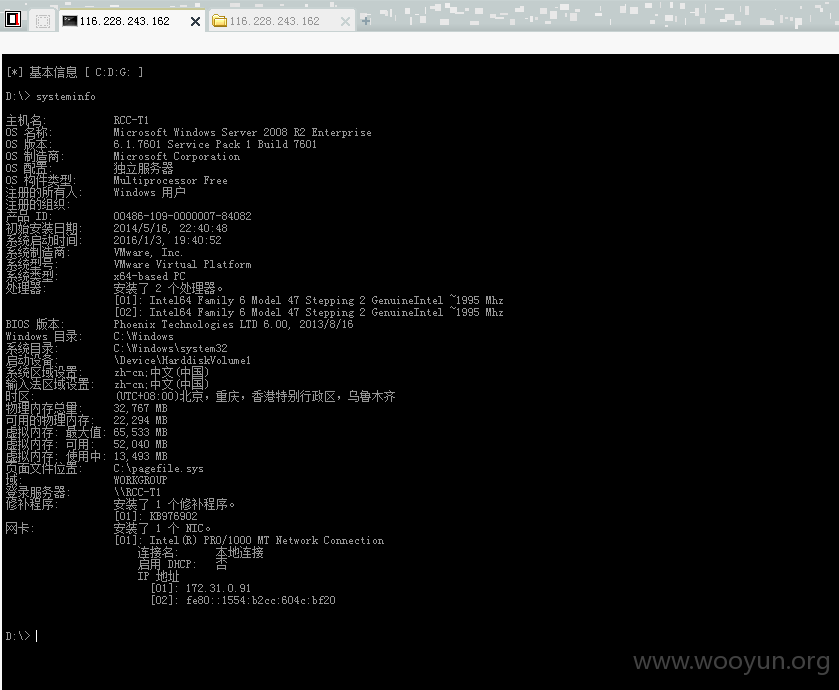 116.228.243.162
116.228.243.162
[*] 基本信息 [ C:D:G: ]
D:\> systeminfo
主机名: RCC-T1
OS 名称: Microsoft Windows Server 2008 R2 Enterprise
OS 版本: 6.1.7601 Service Pack 1 Build 7601
OS 制造商: Microsoft Corporation
OS 配置: 独立服务器
OS 构件类型: Multiprocessor Free
注册的所有人: Windows 用户
注册的组织:
产品 ID: 00486-109-0000007-84082
初始安装日期: 2014/5/16, 22:40:48
系统启动时间: 2016/1/3, 19:40:52
系统制造商: VMware, Inc.
系统型号: VMware Virtual Platform
系统类型: x64-based PC
处理器: 安装了 2 个处理器。
[01]: Intel64 Family 6 Model 47 Stepping 2 GenuineIntel ~1995 Mhz
[02]: Intel64 Family 6 Model 47 Stepping 2 GenuineIntel ~1995 Mhz
BIOS 版本: Phoenix Technologies LTD 6.00, 2013/8/16
Windows 目录: C:\Windows
系统目录: C:\Windows\system32
启动设备: \Device\HarddiskVolume1
系统区域设置: zh-cn;中文(中国)
输入法区域设置: zh-cn;中文(中国)
时区: (UTC+08:00)北京，重庆，香港特别行政区，乌鲁木齐
物理内存总量: 32,767 MB
可用的物理内存: 22,294 MB
虚拟内存: 最大值: 65,533 MB
虚拟内存: 可用: 52,040 MB
虚拟内存: 使用中: 13,493 MB
页面文件位置: C:\pagefile.sys
域: WORKGROUP
登录服务器: \\RCC-T1
修补程序: 安装了 1 个修补程序。
[01]: KB976902
网卡: 安装了 1 个 NIC。
[01]: Intel(R) PRO/1000 MT Network Connection
连接名: 本地连接
启用 DHCP: 否
IP 地址
[01]: 172.31.0.91
[02]: fe80::1554:b2cc:604c:bf20
D:\>
www.wooyun.org